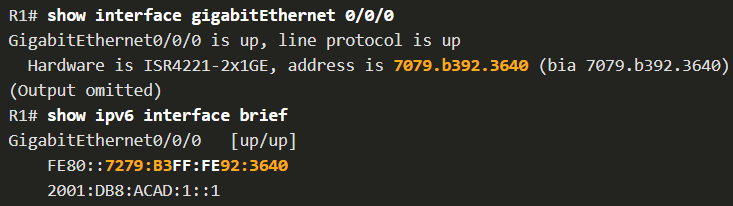 R1# show interface gigabitEthernet 0/0/0
GigabitEthernet0/0/0 is up, line protocol is up
Hardware is ISR4221-2x1GE, address is 7079.b392.3640 (bia 7079.b392.3640)
(Output omitted)
R1# show ipv6 interface brief
GigabitEthernet0/0/0 [up/up]
FE80::7279:B3FF:FE92:3640
2001:DB8:ACAD:1::1